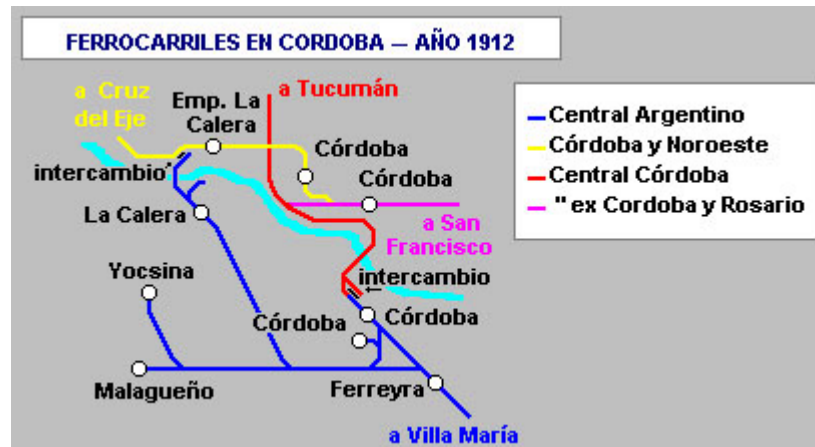 FERROCARRILES EN CORDOBA — AÑO 1912
a Cruz
del Eje
Emp. La
Calera
a Tucumán
Córdoba
intercambio
Córdoba
La Calera
a San
Francisco
Yocsina
intercambio
Córdoba
Córdoba
Malagueño
Ferreyra
a Villa María
Central Argentino
Córdoba y Noroeste
Central Córdoba
" ex Cordoba y Rosario